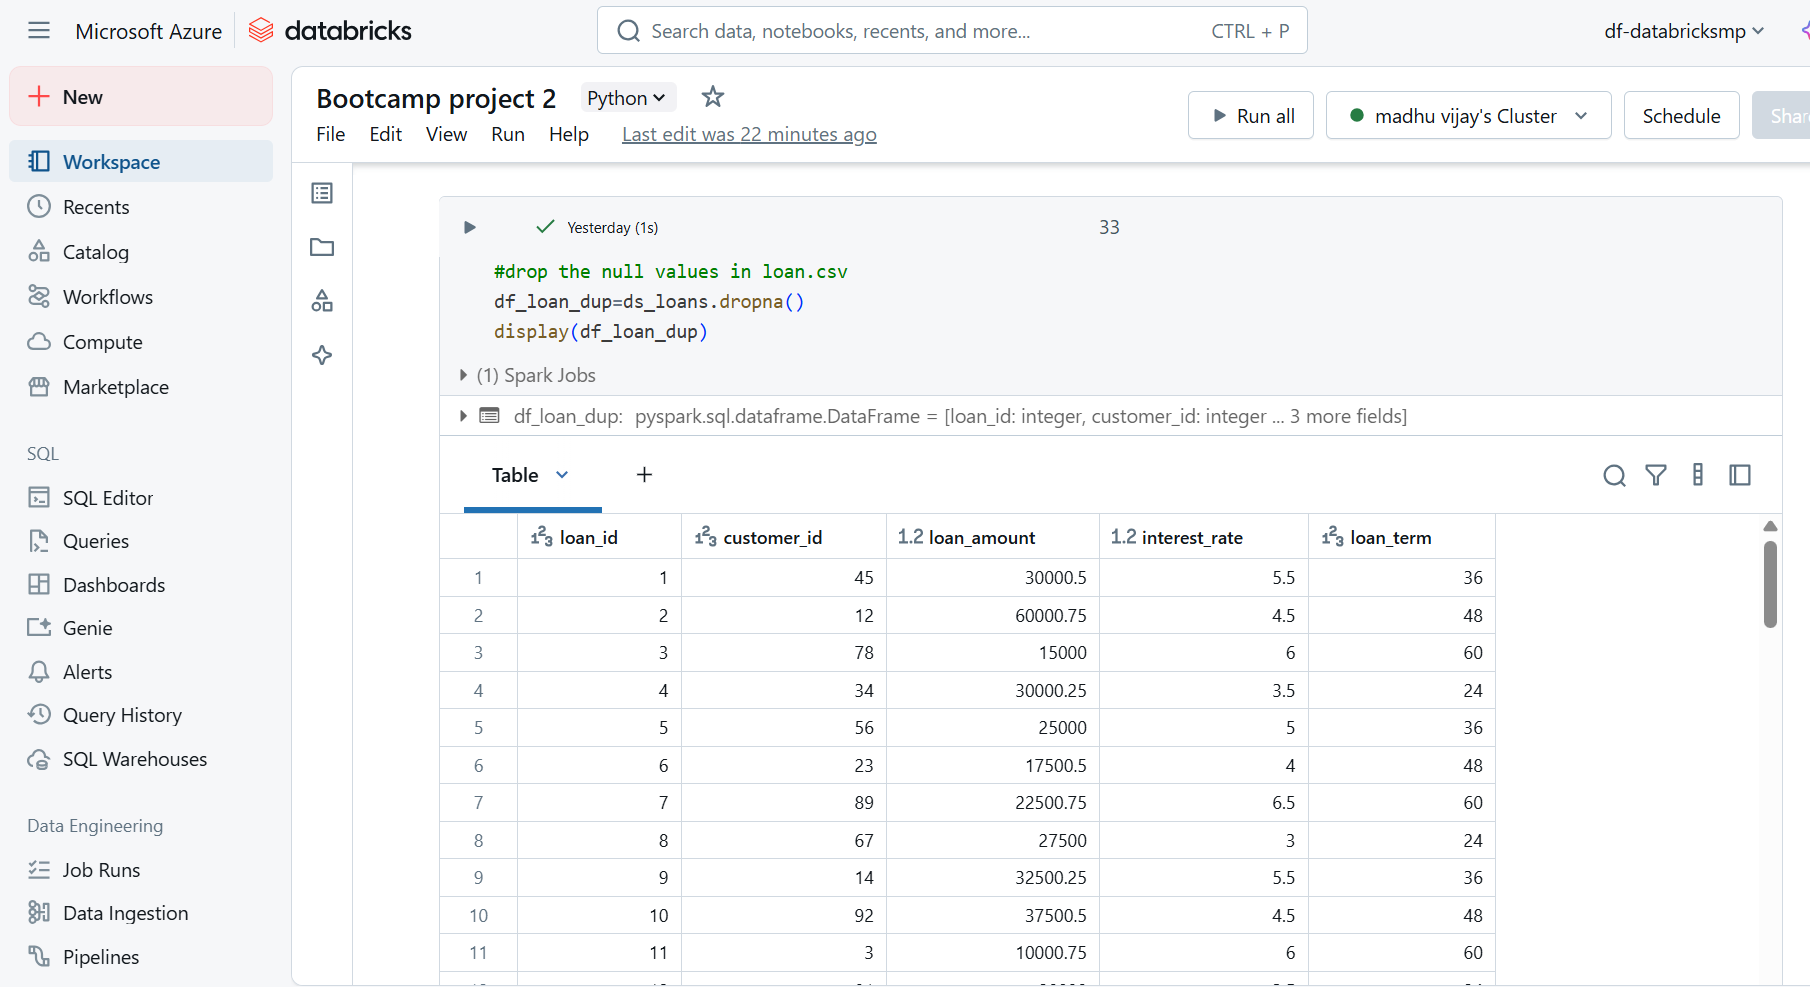 Microsoft Azure databricks
Search data, notebooks, recents, and more... CTRL + P
df-databricksmp
New
Workspace
Recents
Catalog
Workflows
Compute
Marketplace
SQL
SQL Editor
Queries
Dashboards
Genie
Alerts
Query History
SQL Warehouses
Data Engineering
Job Runs
Data Ingestion
Pipelines
Bootcamp project 2 Python
File Edit View Run Help Last edit was 22 minutes ago
Run all madhu vijay's Cluster Schedule
Yesterday (1s) 33
#drop the null values in loan.csv
df_loan_dup=ds_loans.dropna()
display(df_loan_dup)
(1) Spark Jobs
df_loan_dup: pyspark.sql.dataframe.DataFrame = [loan_id: integer, customer_id: integer ... 3 more fields]
Table +
123 loan_id 123 customer_id 1.2 loan_amount 1.2 interest_rate 123 loan_term
1 1 45 30000.5 5.5 36
2 2 12 60000.75 4.5 48
3 3 78 15000 6 60
4 4 34 30000.25 3.5 24
5 5 56 25000 5 36
6 6 23 17500.5 4 48
7 7 89 22500.75 6.5 60
8 8 67 27500 3 24
9 9 14 32500.25 5.5 36
10 10 92 37500.5 4.5 48
11 11 3 10000.75 6 60